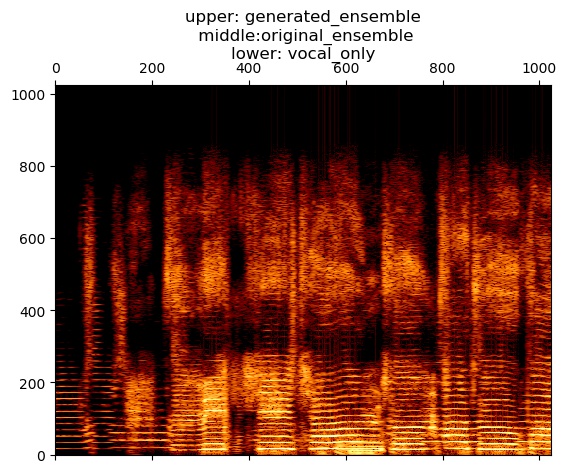 upper: generated_ensemble
middle:original_ensemble
lower: vocal_only
0 200 400 600 800 1000
1000
800
600
400
200
0